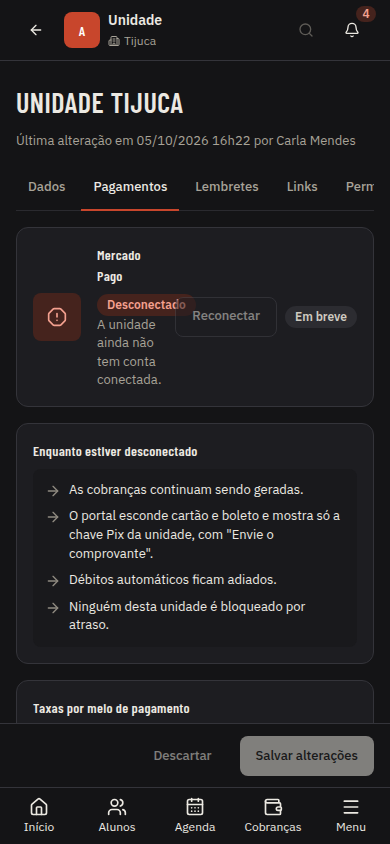 A
Unidade
Tijuca
4
UNIDADE TIJUCA
Última alteração em 05/10/2026 16h22 por Carla Mendes
Dados
Pagamentos
Lembretes
Links
Perm
Mercado
Pago
Desconectado
A unidade
ainda não
tem conta
conectada.
Reconectar
Em breve
Enquanto estiver desconectado
As cobranças continuam sendo geradas.
O portal esconde cartão e boleto e mostra só a
chave Pix da unidade, com "Envie o
comprovante".
Débitos automáticos ficam adiados.
Ninguém desta unidade é bloqueado por
atraso.
Taxas por meio de pagamento
Descartar
Salvar alterações
Início
Alunos
Agenda
Cobranças
Menu